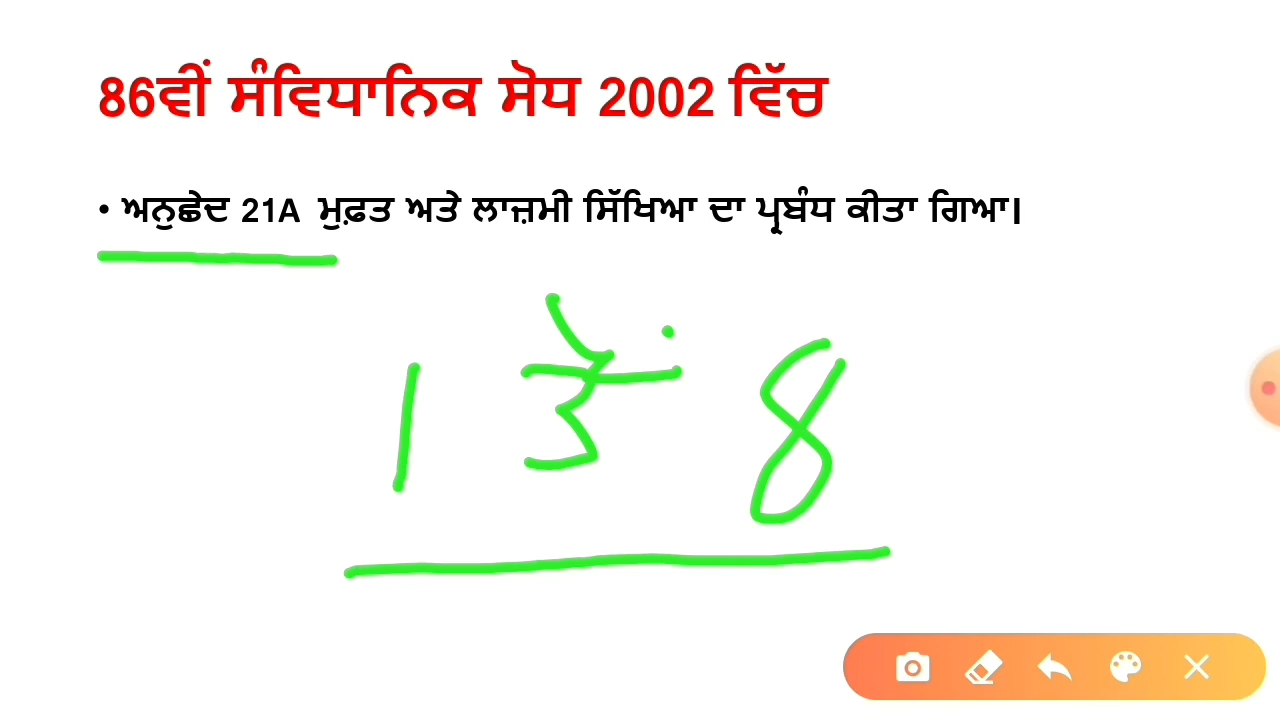 86ਵੀਂ ਸੰਵਿਧਾਨਿਕ ਸੋਧ 2002 ਵਿੱਚ
• ਅਨੁਛੇਦ 21A ਮੁਫ਼ਤ ਅਤੇ ਲਾਜ਼ਮੀ ਸਿੱਖਿਆ ਦਾ ਪ੍ਰਬੰਧ ਕੀਤਾ ਗਿਆ।
1 ਤੋਂ 8